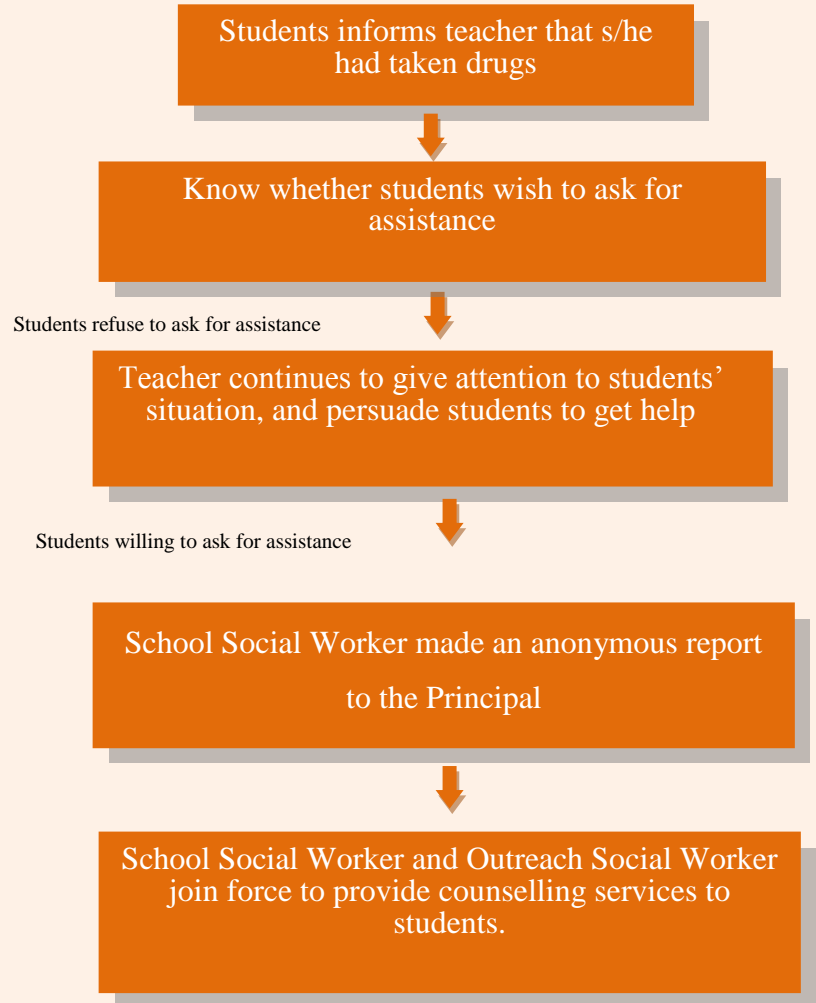 Students informs teacher that s/he
had taken drugs
Know whether students wish to ask for
assistance
Students refuse to ask for assistance
Teacher continues to give attention to students’
situation, and persuade students to get help
Students willing to ask for assistance
School Social Worker made an anonymous report
to the Principal
School Social Worker and Outreach Social Worker
join force to provide counselling services to
students.